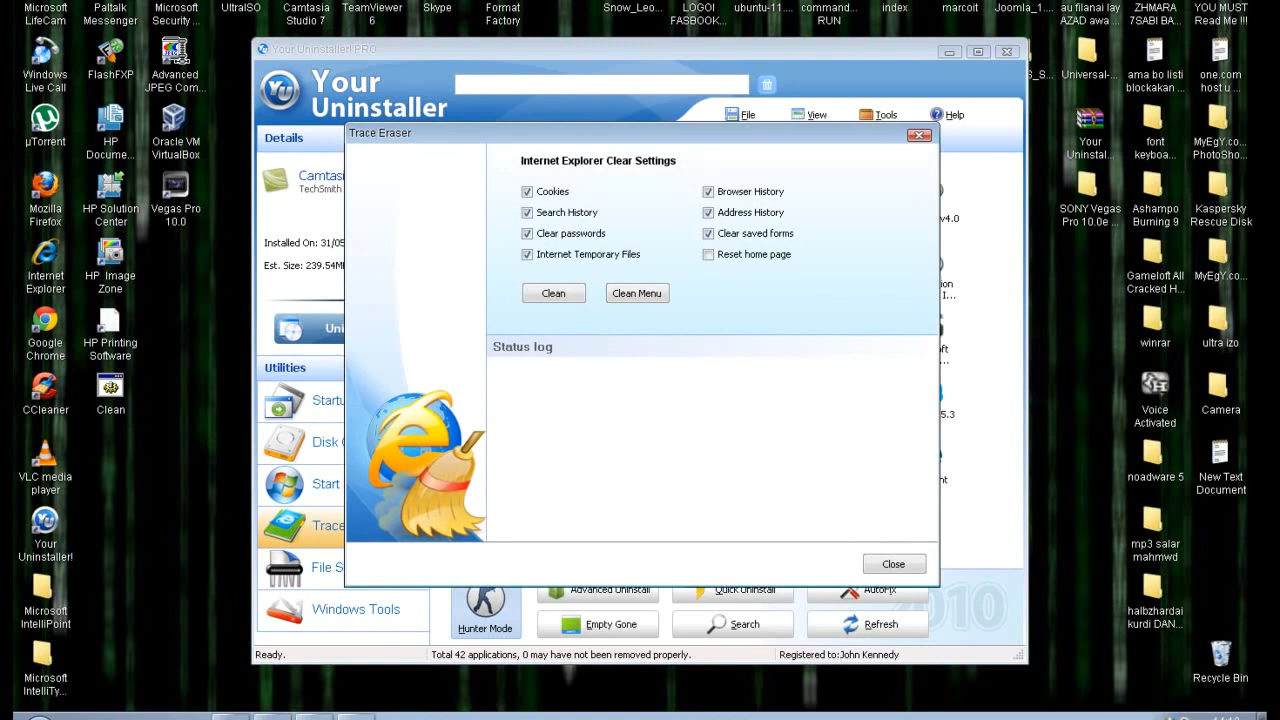 Microsoft LifeCam
Paltalk Messenger
Microsoft Security ...
UltraISO
Camtasia Studio 7
TeamViewer 6
Skype
Format Factory
Snow_Leo...
LOGO! FASBOOK...
ubuntu-11...
command... RUN
index
marcoit
Joomla_1....
au filanai lay AZAD awa ...
ZHMARA 7SABI BA...
YOU MUST Read Me !!!
Windows Live Call
FlashFXP
Advanced JPEG Com...
µTorrent
HP Docume...
Oracle VM VirtualBox
Mozilla Firefox
HP Solution Center
Vegas Pro 10.0
Internet Explorer
HP Image Zone
Google Chrome
HP Printing Software
CCleaner
Clean
VLC media player
Your Uninstaller!
Microsoft IntelliPoint
Microsoft IntelliTy...
Your Uninstaller! PRO
Your
Uninstaller
File
View
Tools
Help
Details
Camtasi
TechSmith
Installed On: 31/05
Est. Size: 239.54M
Uni
Utilities
Startu
Disk
Start
Trace
File S
Windows Tools
Trace Eraser
Internet Explorer Clear Settings
Cookies
Browser History
Search History
Address History
Clear passwords
Clear saved forms
Internet Temporary Files
Reset home page
Clean
Clean Menu
Status log
Close
v4.0
5.3
Hunter Mode
Advanced Uninstall
Quick Uninstall
AutoFix
Empty Gone
Search
Refresh
2010
Ready.
Total 42 applications, 0 may have not been removed properly.
Registered to:John Kennedy
Universal-...
ama bo listi blockakan ...
one.com host u ...
Your Uninstal...
font keyboa...
MyEgY.co... PhotoSho...
SONY Vegas Pro 10.0e ...
Ashampo Burning 9
Kaspersky Rescue Disk
Gameloft All Cracked H...
MyEgY.co...
winrar
ultra izo
Voice Activated
Camera
noadware 5
New Text Document
mp3 salar mahmwd
halbzhardai kurdi DAN...
Recycle Bin